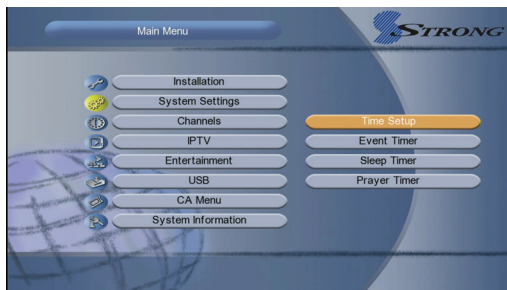 Main Menu
STRONG
Installation
System Settings
Channels
IPTV
Entertainment
USB
CA Menu
System Information
Time Setup
Event Timer
Sleep Timer
Prayer Timer